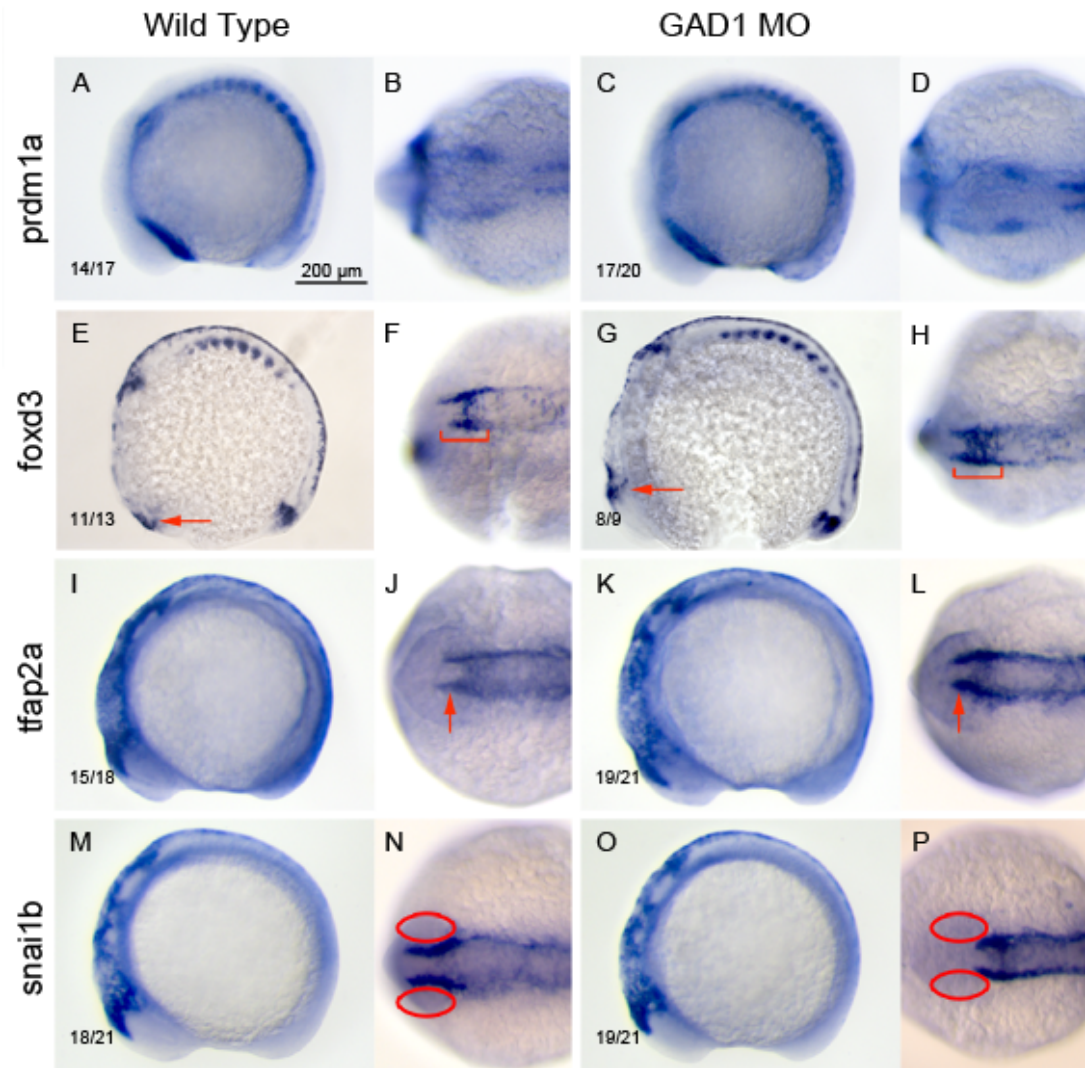 Wild Type GAD1 MO
prdm1a
A B C D
14/17 200 µm 17/20
foxd3
E F G H
11/13 8/9
tfap2a
I J K L
15/18 19/21
snai1b
M N O P
18/21 19/21